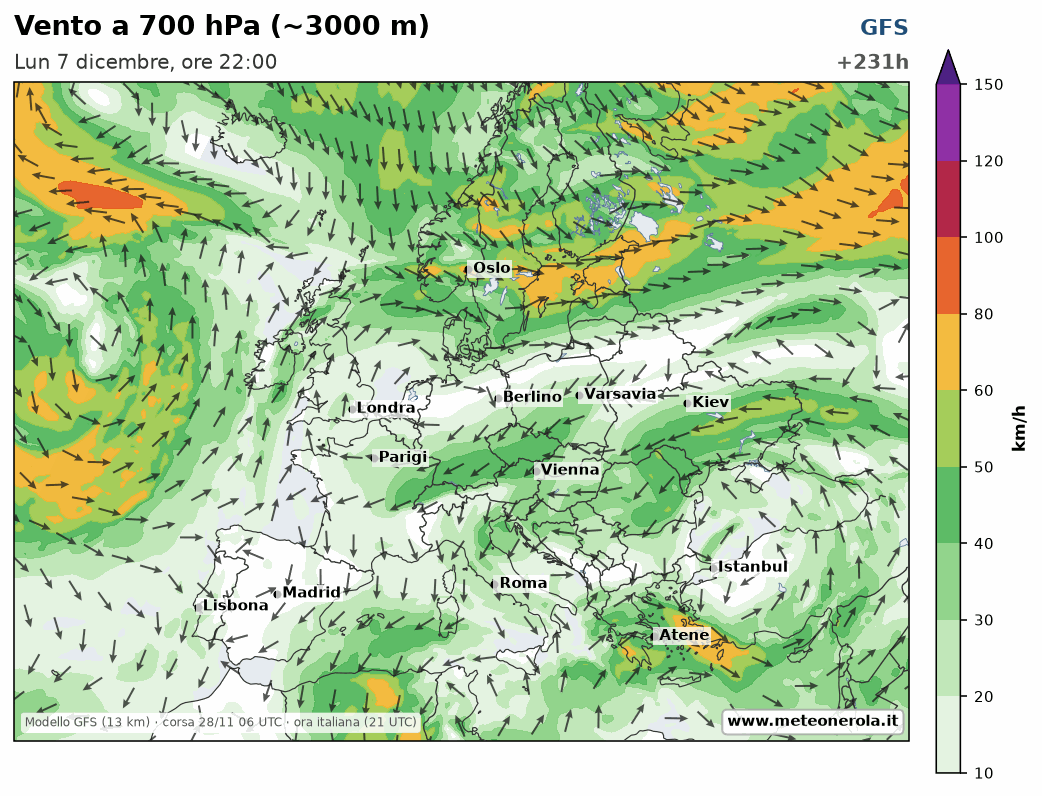 Vento a 700 hPa (~3000 m)
GFS
Lun 7 dicembre, ore 22:00
+231h
150
120
100
80
60
50
40
30
20
10
km/h
Oslo
Berlino
Varsavia
Kiev
Londra
Parigi
Vienna
Istanbul
Roma
Madrid
Lisbona
Atene
Modello GFS (13 km) · corsa 28/11 06 UTC · ora italiana (21 UTC)
www.meteonerola.it